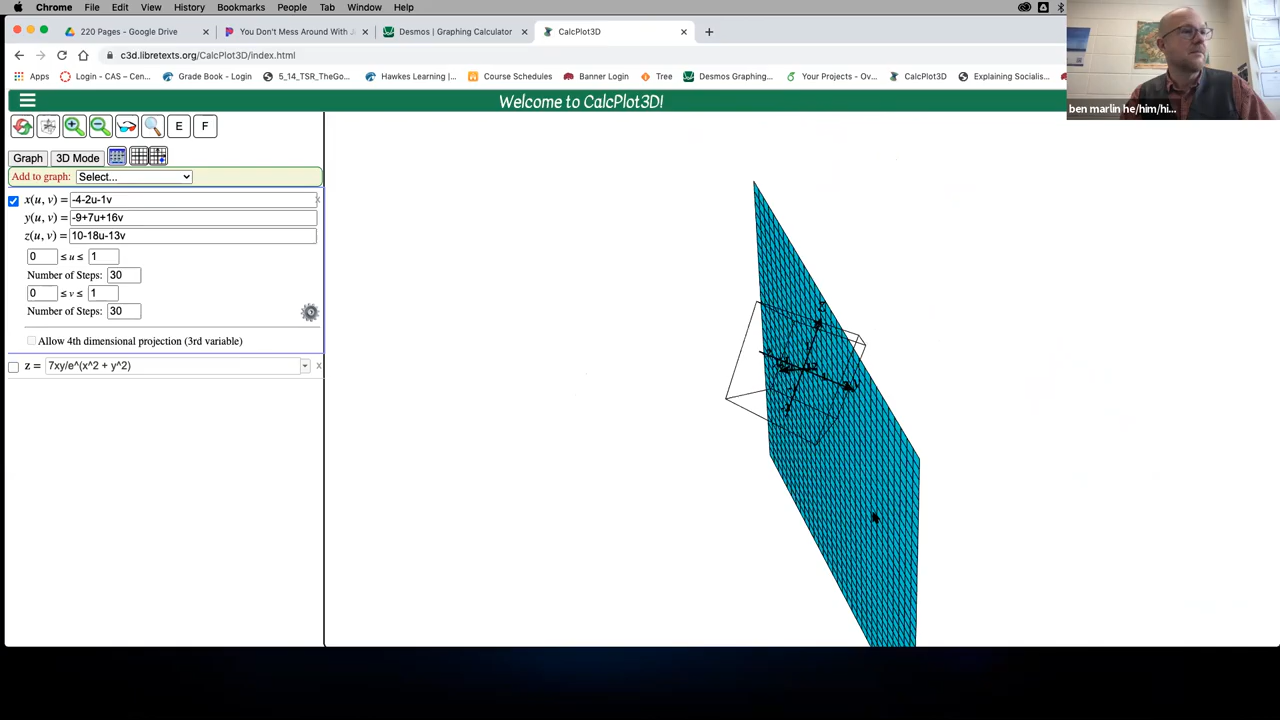 Chrome File Edit View History Bookmarks People Tab Window Help
220 Pages - Google Drive × You Don't Mess Around With Ji × Desmos | Graphing Calculator × CalcPlot3D × +
c3d.libretexts.org/CalcPlot3D/index.html
Apps Login - CAS – Cen... Grade Book - Login 5_14_TSR_TheGo... Hawkes Learning |... Course Schedules Banner Login Tree Desmos Graphing... Your Projects - Ov... CalcPlot3D Explaining Socialis...
ben marlin he/him/hi...
Welcome to CalcPlot3D!
E F
Graph 3D Mode
Add to graph: Select...
x(u, v) = -4-2u-1v x
y(u, v) = -9+7u+16v
z(u, v) = 10-18u-13v
0 ≤ u ≤ 1
Number of Steps: 30
0 ≤ v ≤ 1
Number of Steps: 30
Allow 4th dimensional projection (3rd variable)
z = 7xy/e^(x^2 + y^2) x